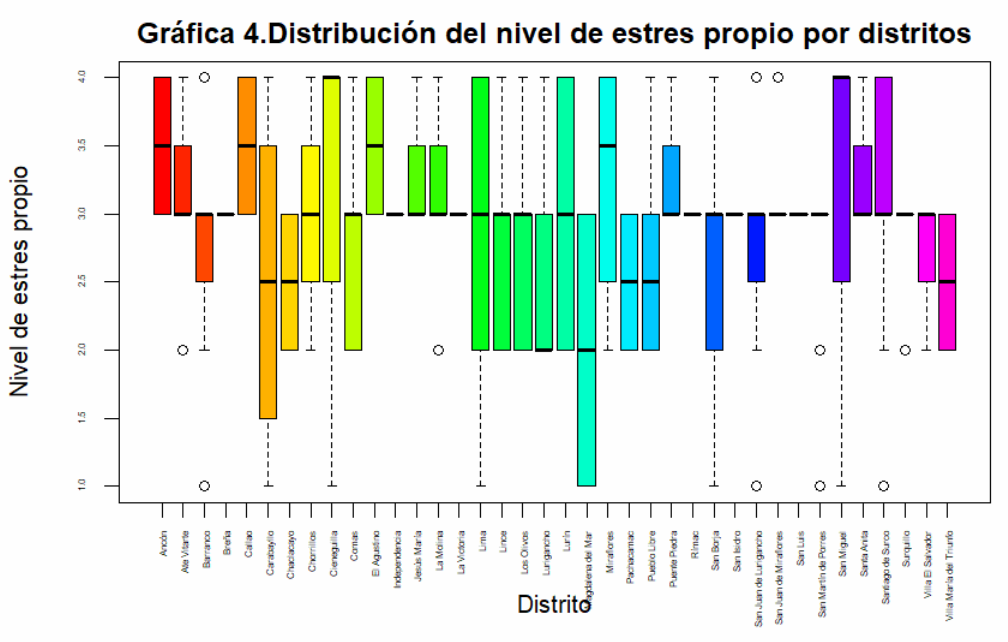 Gráfica 4.Distribución del nivel de estres propio por distritos
Nivel de estres propio
4.0
3.5
3.0
2.5
2.0
1.5
1.0
Ancón
Ate Vitarte
Barranco
Breña
Callao
Carabayllo
Chaclacayo
Chorrillos
Cieneguilla
Comas
El Agustino
Independencia
Jesús María
La Molina
La Victoria
Lima
Lince
Los Olivos
Lurigancho
Lurín
Magdalena del Mar
Miraflores
Pachacamac
Pueblo Libre
Puente Piedra
Rímac
San Borja
San Isidro
San Juan de Lurigancho
San Juan de Miraflores
San Luis
San Martín de Porres
San Miguel
Santa Anita
Santiago de Surco
Surquillo
Villa El Salvador
Villa María del Triunfo
Distrito